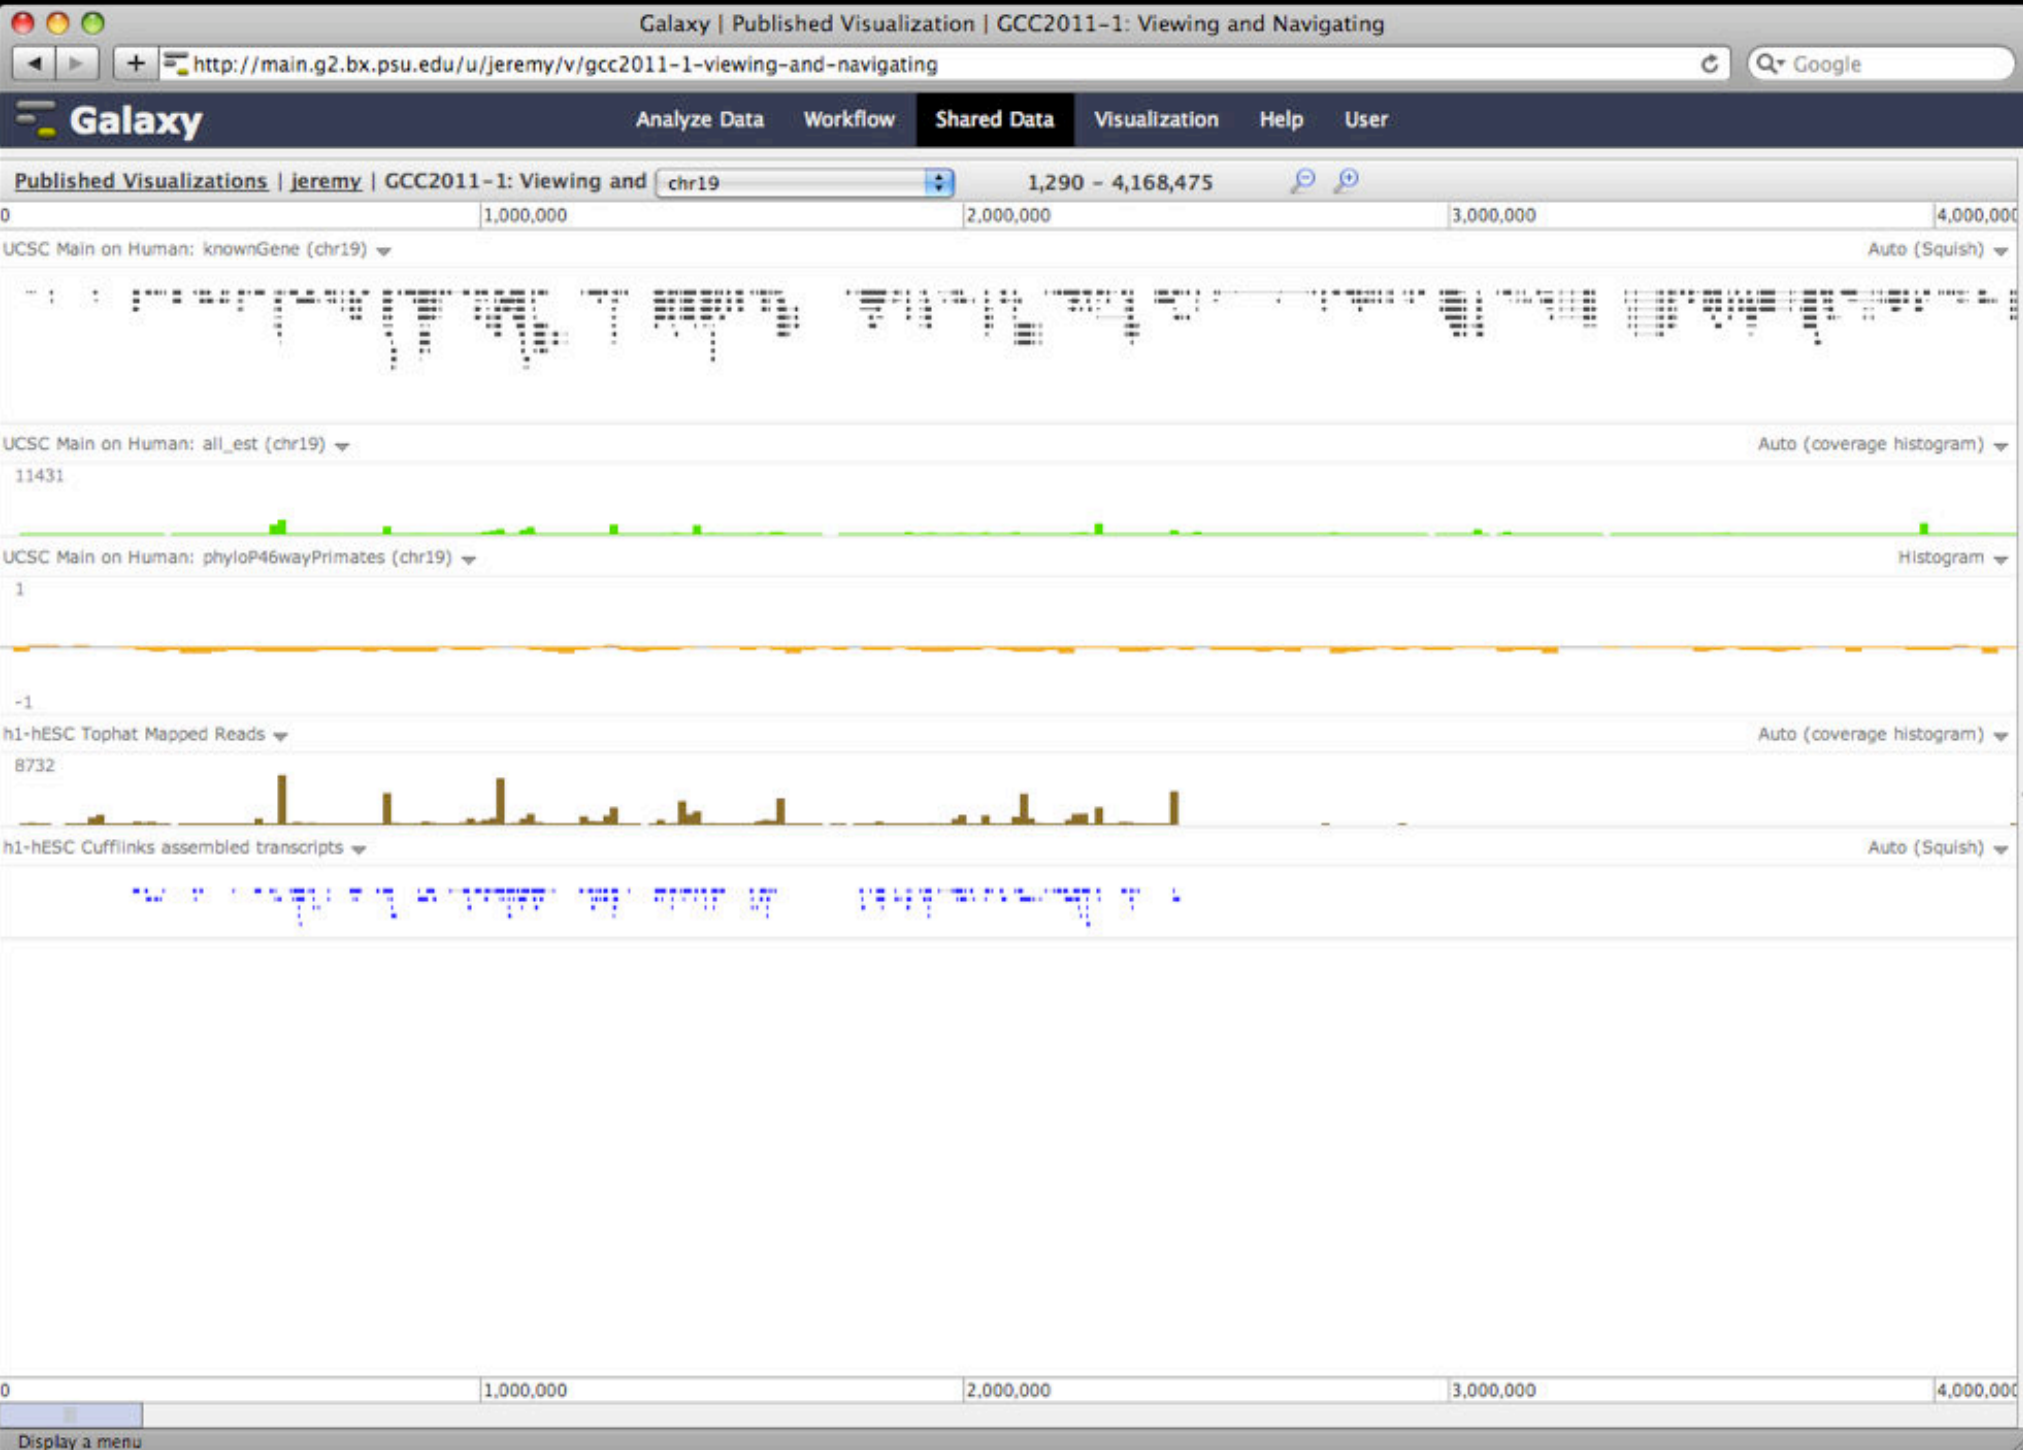 Galaxy | Published Visualization | GCC2011-1: Viewing and Navigating
http://main.g2.bx.psu.edu/u/jeremy/v/gcc2011-1-viewing-and-navigating
Google
Galaxy
Analyze Data Workflow Shared Data Visualization Help User
Published Visualizations | jeremy | GCC2011-1: Viewing and chr19 1,290 - 4,168,475
0 1,000,000 2,000,000 3,000,000 4,000,000
UCSC Main on Human: knownGene (chr19) Auto (Squish)
UCSC Main on Human: all_est (chr19) Auto (coverage histogram)
11431
UCSC Main on Human: phyloP46wayPrimates (chr19) Histogram
1
-1
h1-hESC Tophat Mapped Reads Auto (coverage histogram)
8732
h1-hESC Cufflinks assembled transcripts Auto (Squish)
0 1,000,000 2,000,000 3,000,000 4,000,000
Display a menu